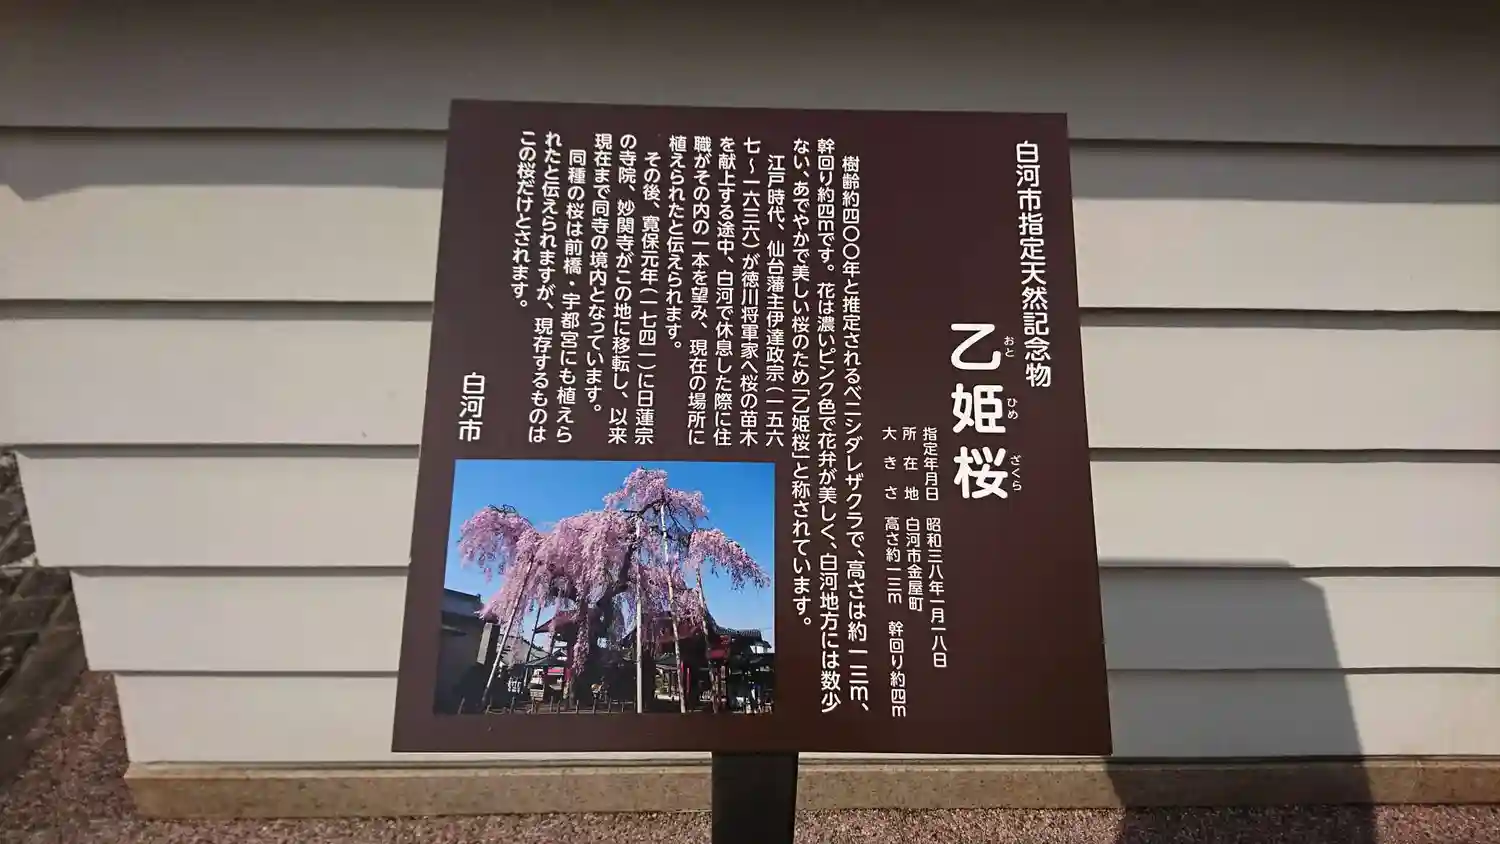 白河市指定天然記念物
乙姫桜
おとひめざくら
指定年月日 昭和三八年一月一八日
所在地 白河市金屋町
大きさ 高さ約一三m 幹回り約四m
樹齢約四〇〇年と推定されるベニシダレザクラで、高さは約一三m、
幹回り約四mです。花は濃いピンク色で花弁が美しく、白河地方には数少
ない、あでやかで美しい桜のため「乙姫桜」と称されています。
江戸時代、仙台藩主伊達政宗（一五六
七～一六三六）が徳川将軍家へ桜の苗木
を献上する途中、白河で休息した際に住
職がその内の一本を望み、現在の場所に
植えられたと伝えられます。
その後、寛保元年（一七四一）に日蓮宗
の寺院、妙関寺がこの地に移転し、以来
現在まで同寺の境内となっています。
同種の桜は前橋・宇都宮にも植えら
れたと伝えられますが、現存するものは
この桜だけとされます。
白河市